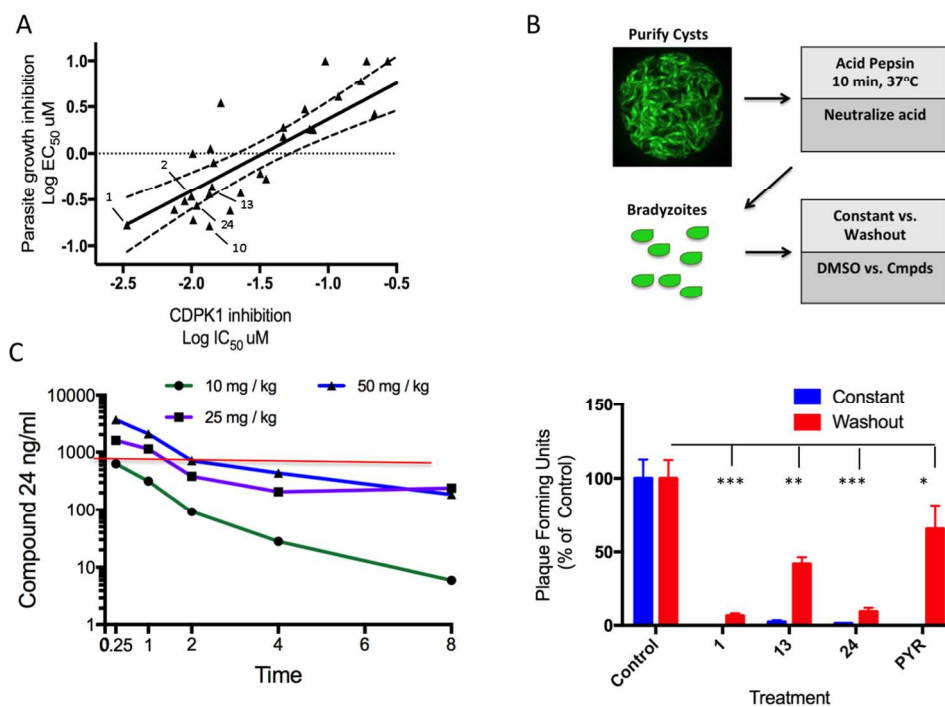 A
Parasite growth inhibition
Log EC50 uM
1.0
0.5
0.0
-0.5
-1.0
1
2
13
24
10
-2.5 -2.0 -1.5 -1.0 -0.5
CDPK1 inhibition
Log IC50 uM
B
Purify Cysts
Acid Pepsin
10 min, 37°C
Neutralize acid
Bradyzoites
Constant vs.
Washout
DMSO vs. Cmpds
C
10 mg / kg
50 mg / kg
25 mg / kg
Compound 24 ng/ml
10000
1000
100
10
1
0.25 1 2 4 6 8
Time
Constant
Washout
Plaque Forming Units
(% of Control)
150
100
50
0
*** ** *** *
Control 1 13 24 PYR
Treatment